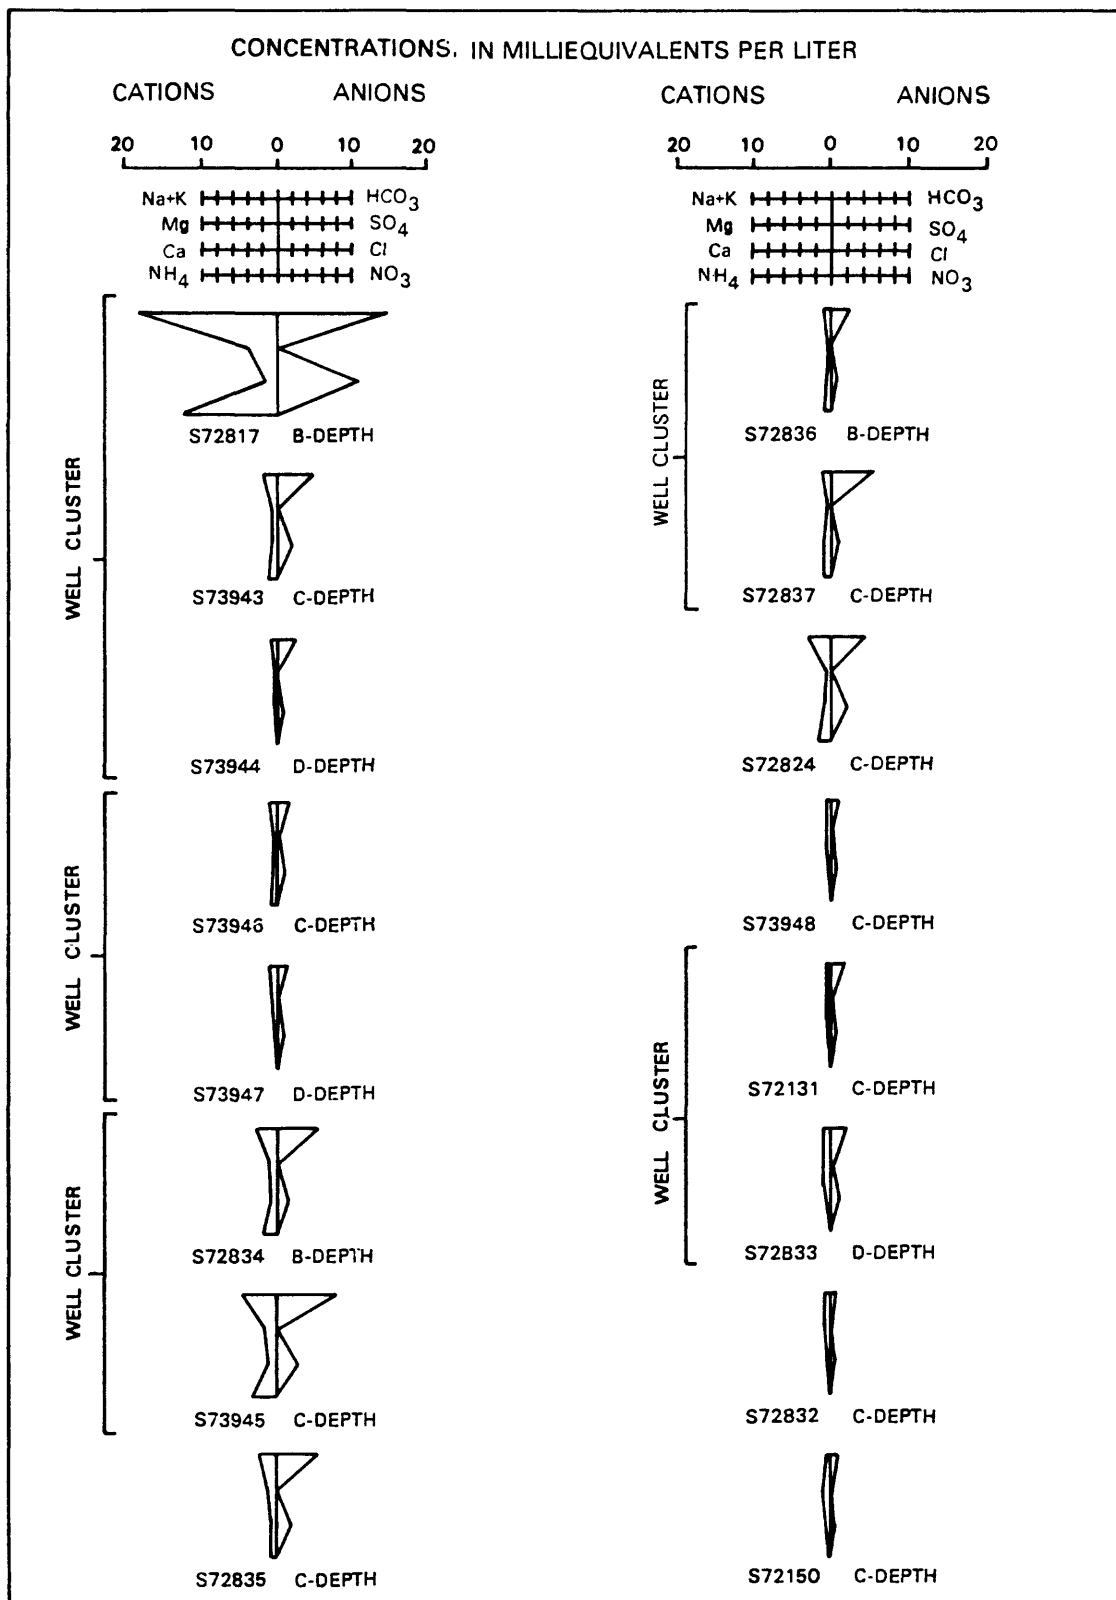 CONCENTRATIONS, IN MILLIEQUIVALENTS PER LITER
CATIONS ANIONS
20 10 0 10 20
Na+K HCO3
Mg SO4
Ca Cl
NH4 NO3
WELL CLUSTER
S72817 B-DEPTH
S73943 C-DEPTH
S73944 D-DEPTH
WELL CLUSTER
S73946 C-DEPTH
S73947 D-DEPTH
WELL CLUSTER
S72834 B-DEPTH
S73945 C-DEPTH
S72835 C-DEPTH
CATIONS ANIONS
20 10 0 10 20
Na+K HCO3
Mg SO4
Ca Cl
NH4 NO3
WELL CLUSTER
S72836 B-DEPTH
S72837 C-DEPTH
S72824 C-DEPTH
S73948 C-DEPTH
WELL CLUSTER
S72131 C-DEPTH
S72B33 D-DEPTH
S72832 C-DEPTH
S72150 C-DEPTH